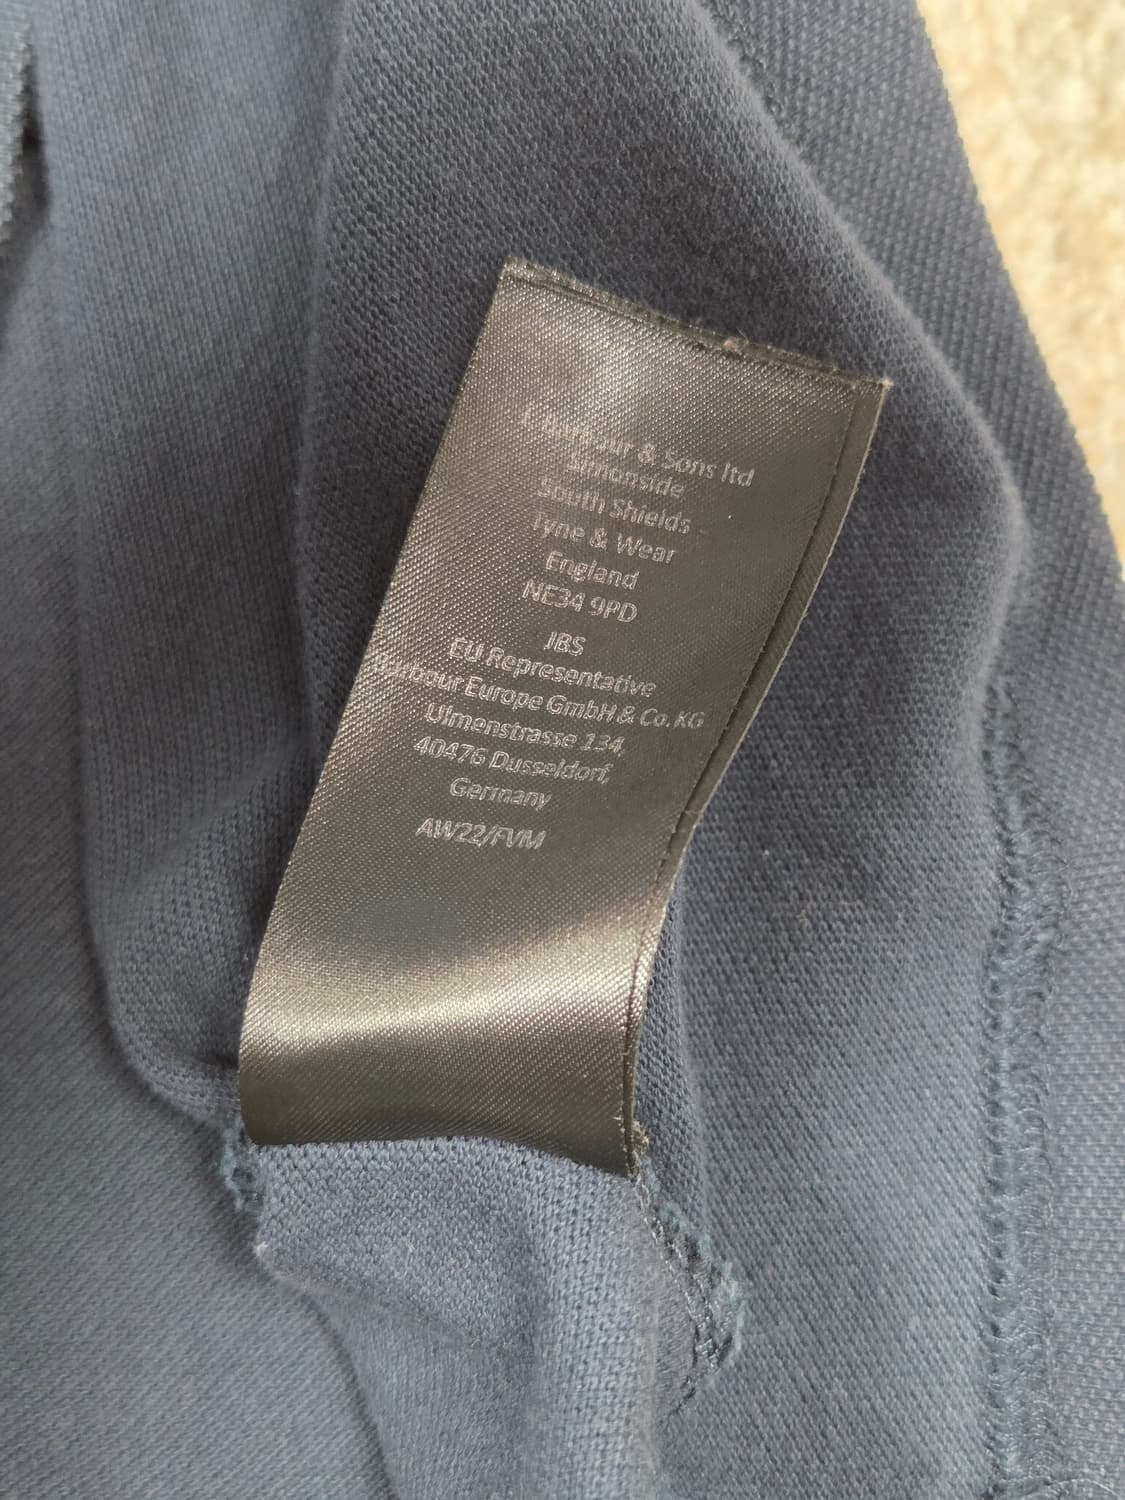 J Barbour & Sons ltd
Simonside
South Shields
Tyne & Wear
England
NE34 9PD
JBS
EU Representative
Barbour Europe GmbH & Co. KG
Ulmenstrasse 134,
40476 Dusseldorf,
Germany
AW22/FVM